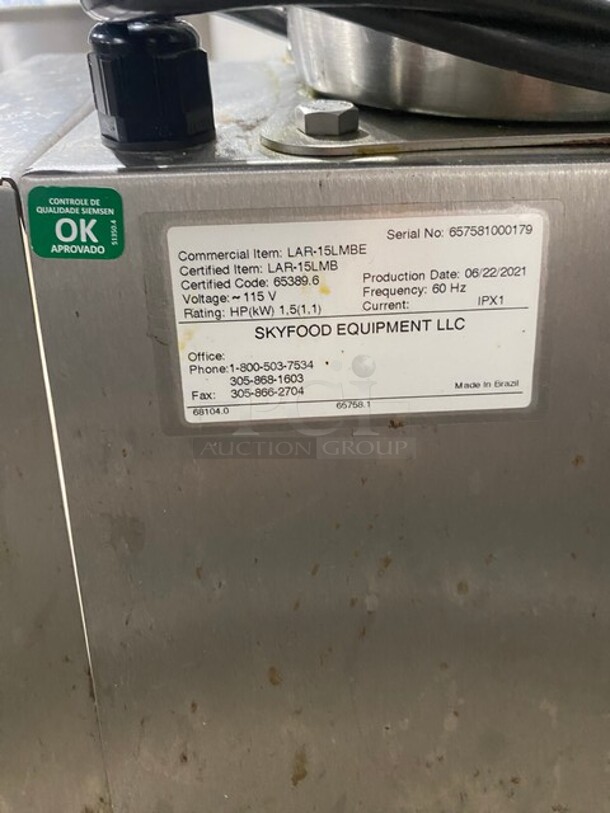 CONTROLE DE
QUALIDADE SIEMSEN
OK
APROVADO
51350.4
Serial No: 657581000179
Commercial Item: LAR-15LMBE
Certified Item: LAR-15LMB
Certified Code: 65389.6
Production Date: 06/22/2021
Voltage: ~ 115 V
Frequency: 60 Hz
Rating: HP(kW) 1,5(1,1)
Current: IPX1
SKYFOOD EQUIPMENT LLC
Office:
Phone:1-800-503-7534
305-868-1603
Fax: 305-866-2704
Made In Brazil
68104.0 65758.1
PCI
AUCTION GROUP